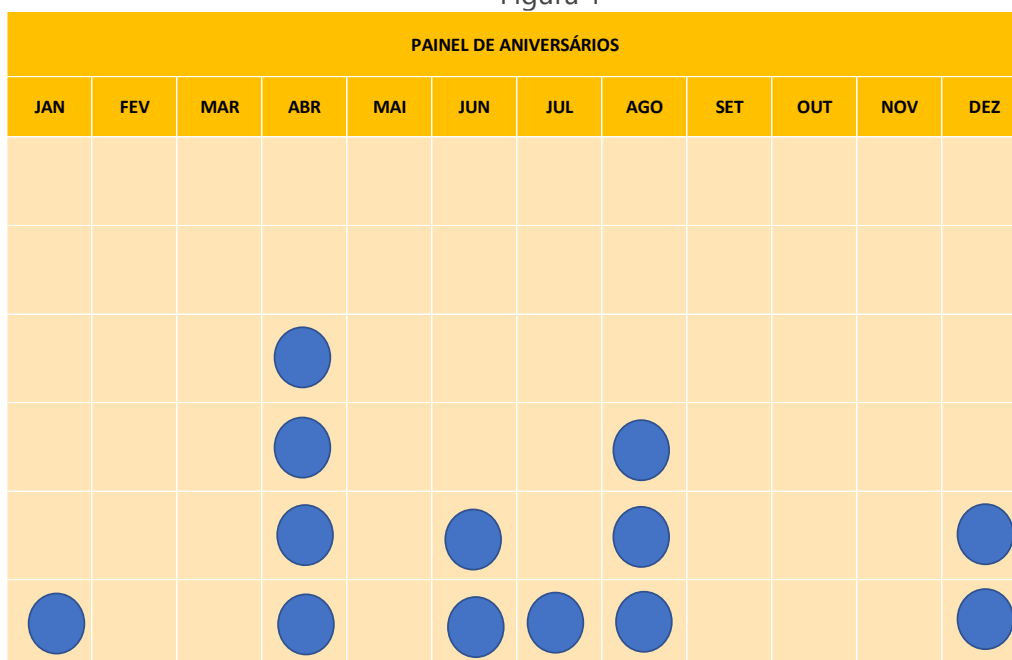 Figura 1
PAINEL DE ANIVERSÁRIOS
JAN FEV MAR ABR MAI JUN JUL AGO SET OUT NOV DEZ